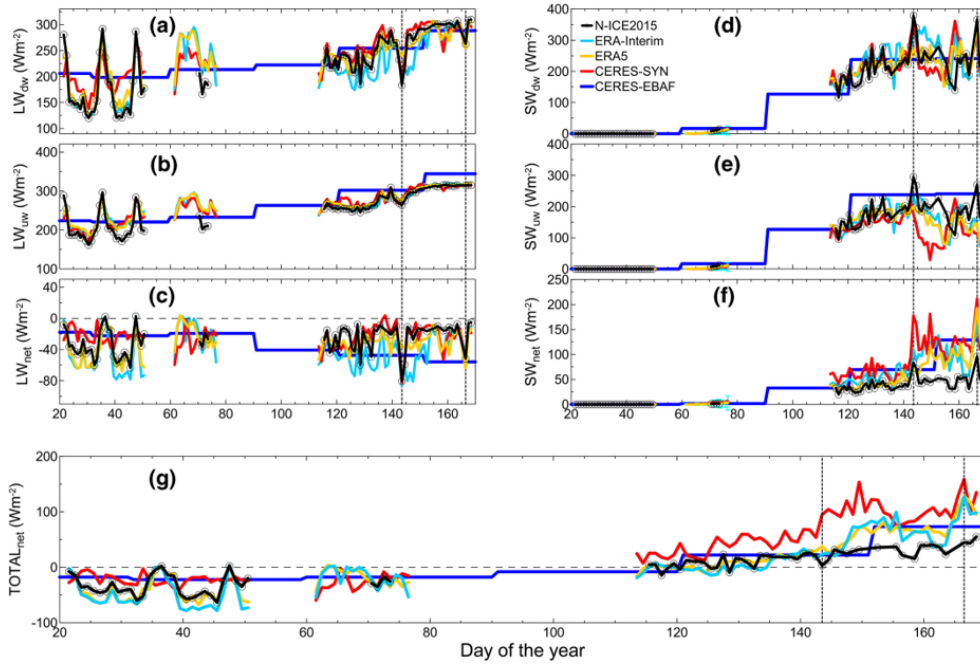 (a)
300
250
200
150
100
LWdw (Wm-2)
(b)
400
300
200
100
LWuw (Wm-2)
(c)
40
0
-40
-80
LWnet (Wm-2)
20 40 60 80 100 120 140 160
(d)
400
300
200
100
0
SWdw (Wm-2)
N-ICE2015
ERA-Interim
ERA5
CERES-SYN
CERES-EBAF
(e)
400
300
200
100
0
SWuw (Wm-2)
(f)
250
200
150
100
50
0
SWnet (Wm-2)
20 40 60 80 100 120 140 160
(g)
200
100
0
-100
TOTALnet (Wm-2)
20 40 60 80 100 120 140 160
Day of the year